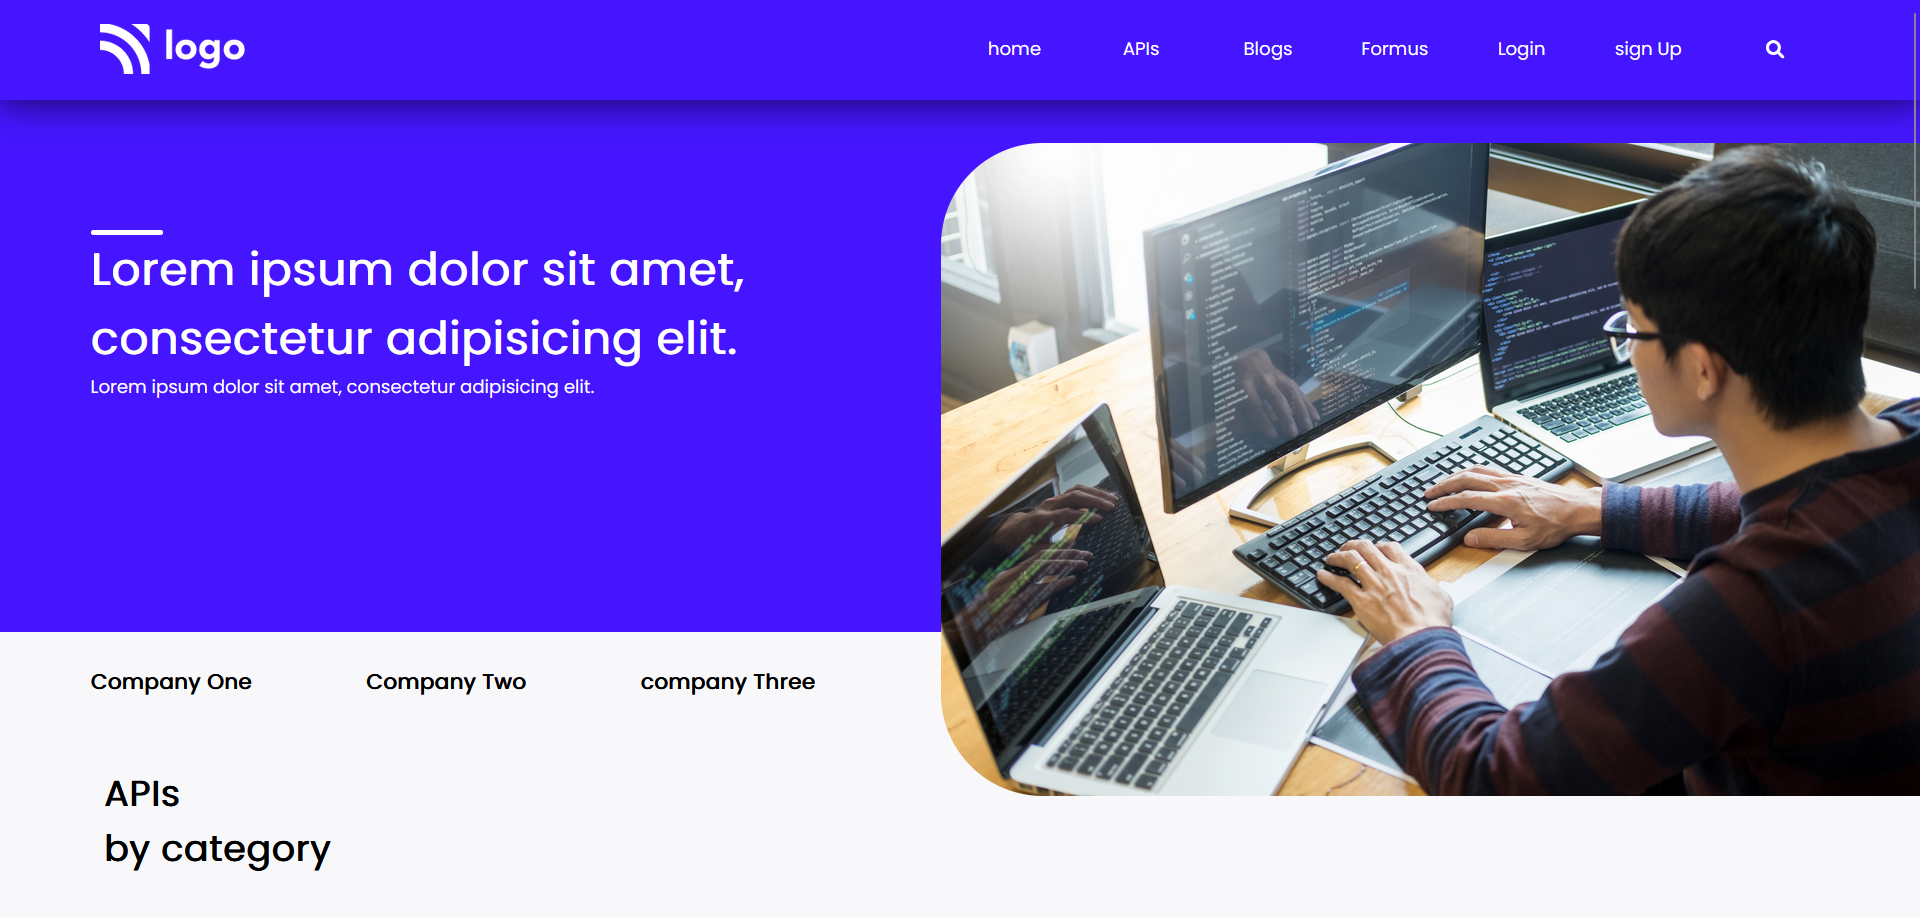 logo
home APIs Blogs Formus Login sign Up
Lorem ipsum dolor sit amet,
consectetur adipisicing elit.
Lorem ipsum dolor sit amet, consectetur adipisicing elit.
Company One Company Two company Three
APIs
by category